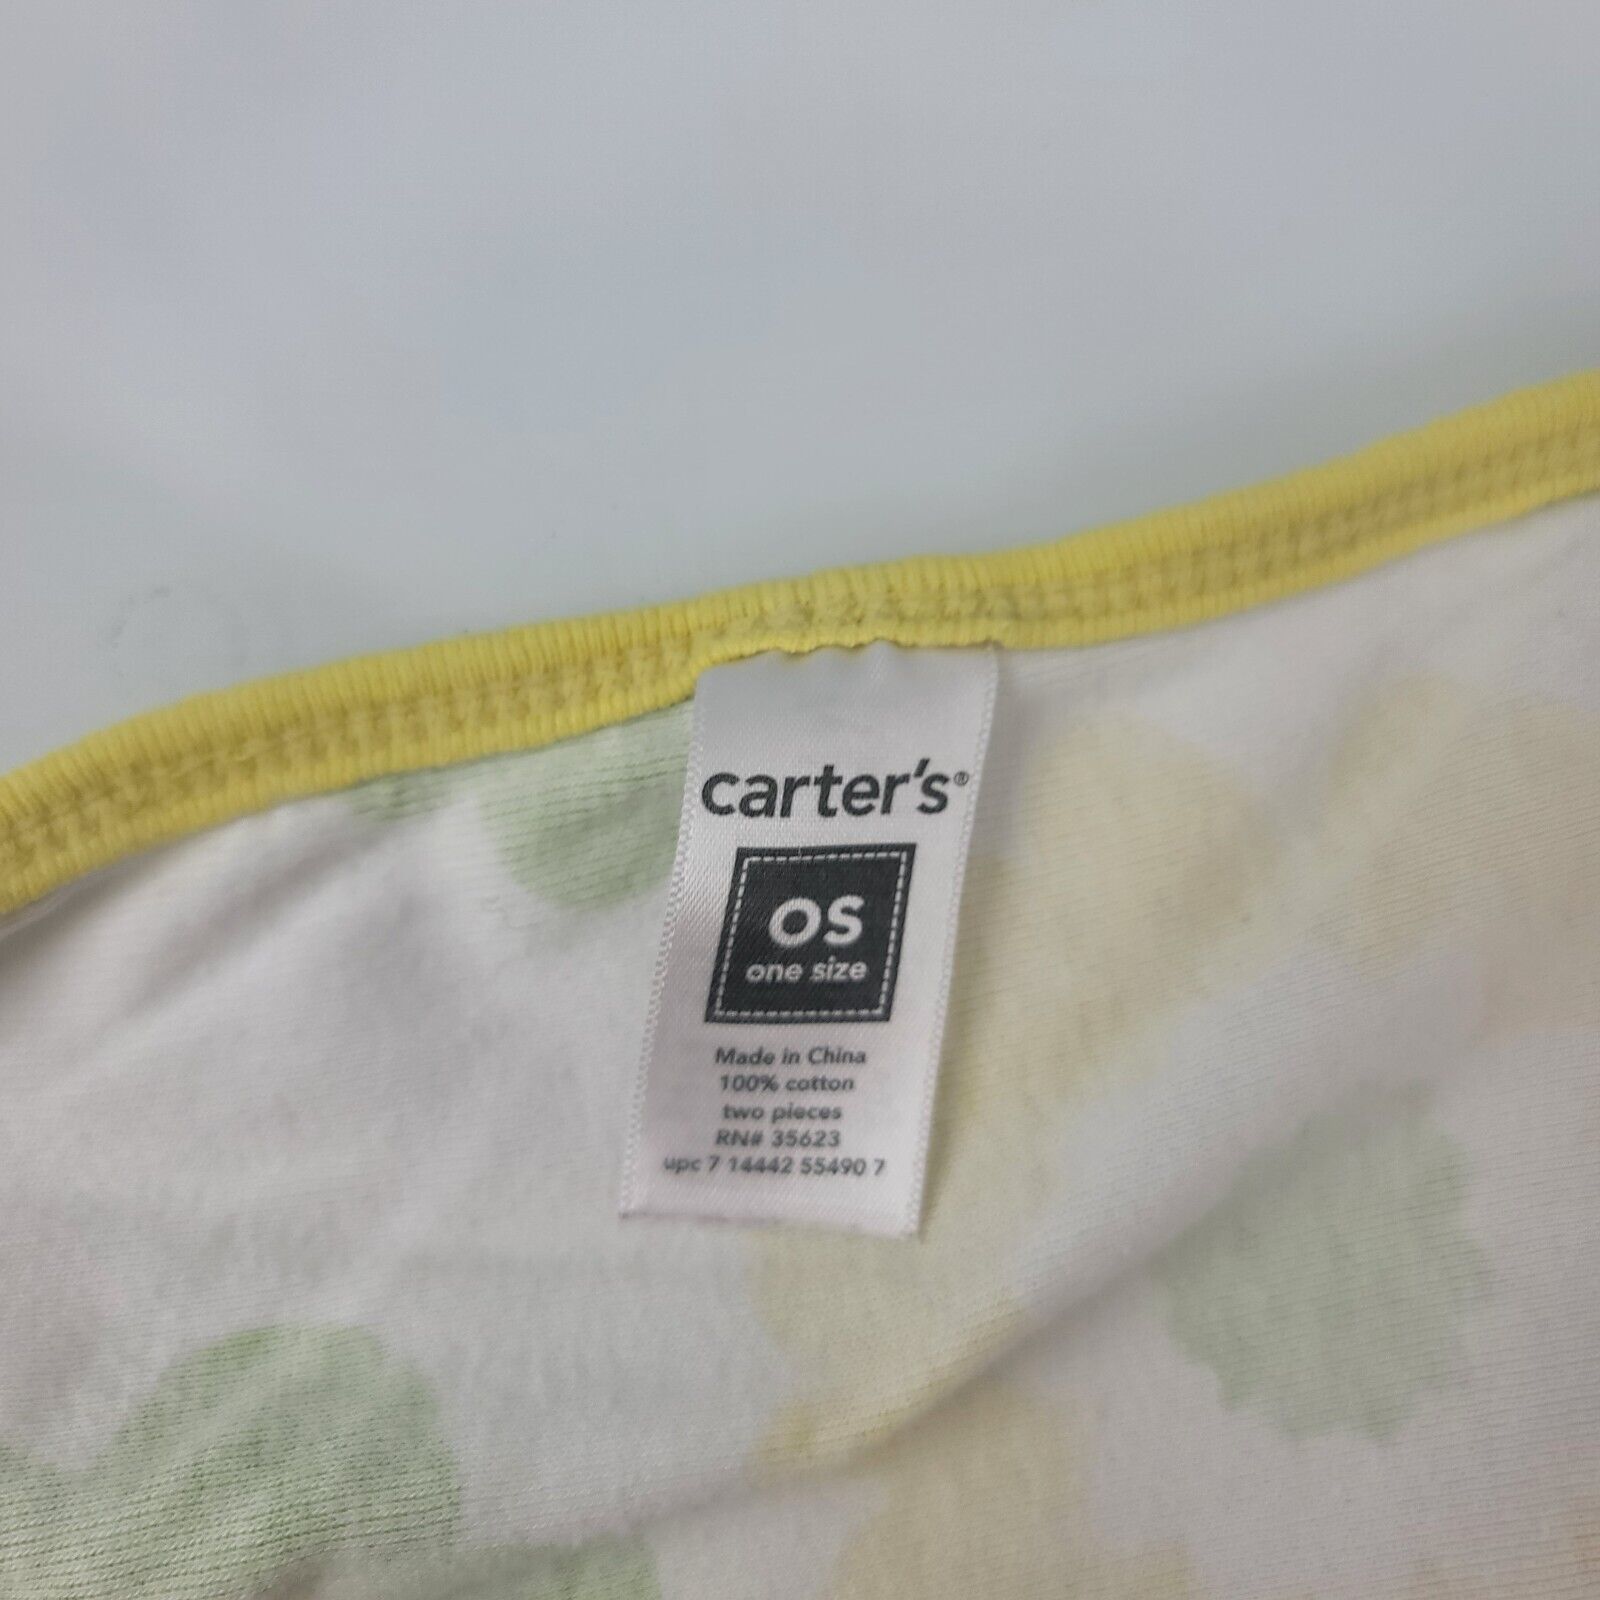 carter's®
OS
one size
Made in China
100% cotton
two pieces
RN# 35623
upc 7 14442 55490 7